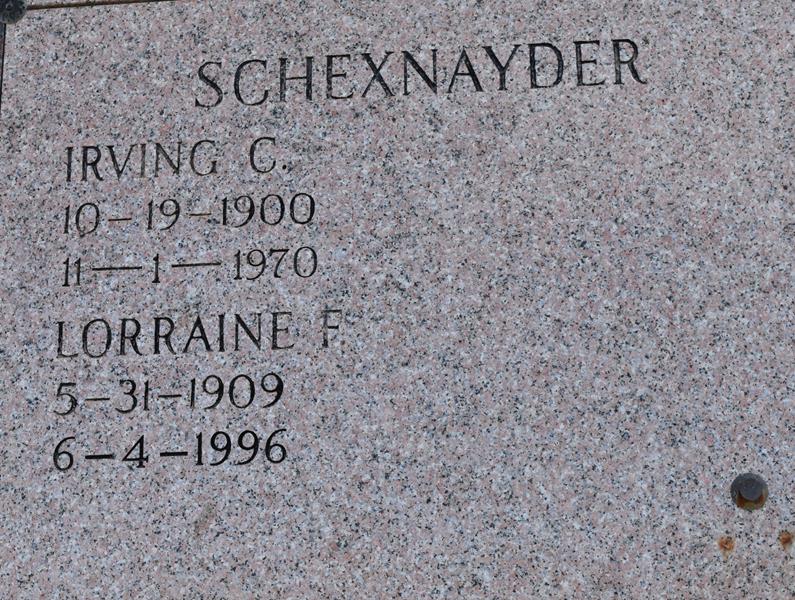 SCHEXNAYDER
IRVING C.
10-19-1900
11-1-1970
LORRAINE F
5-31-1909
6-4-1996